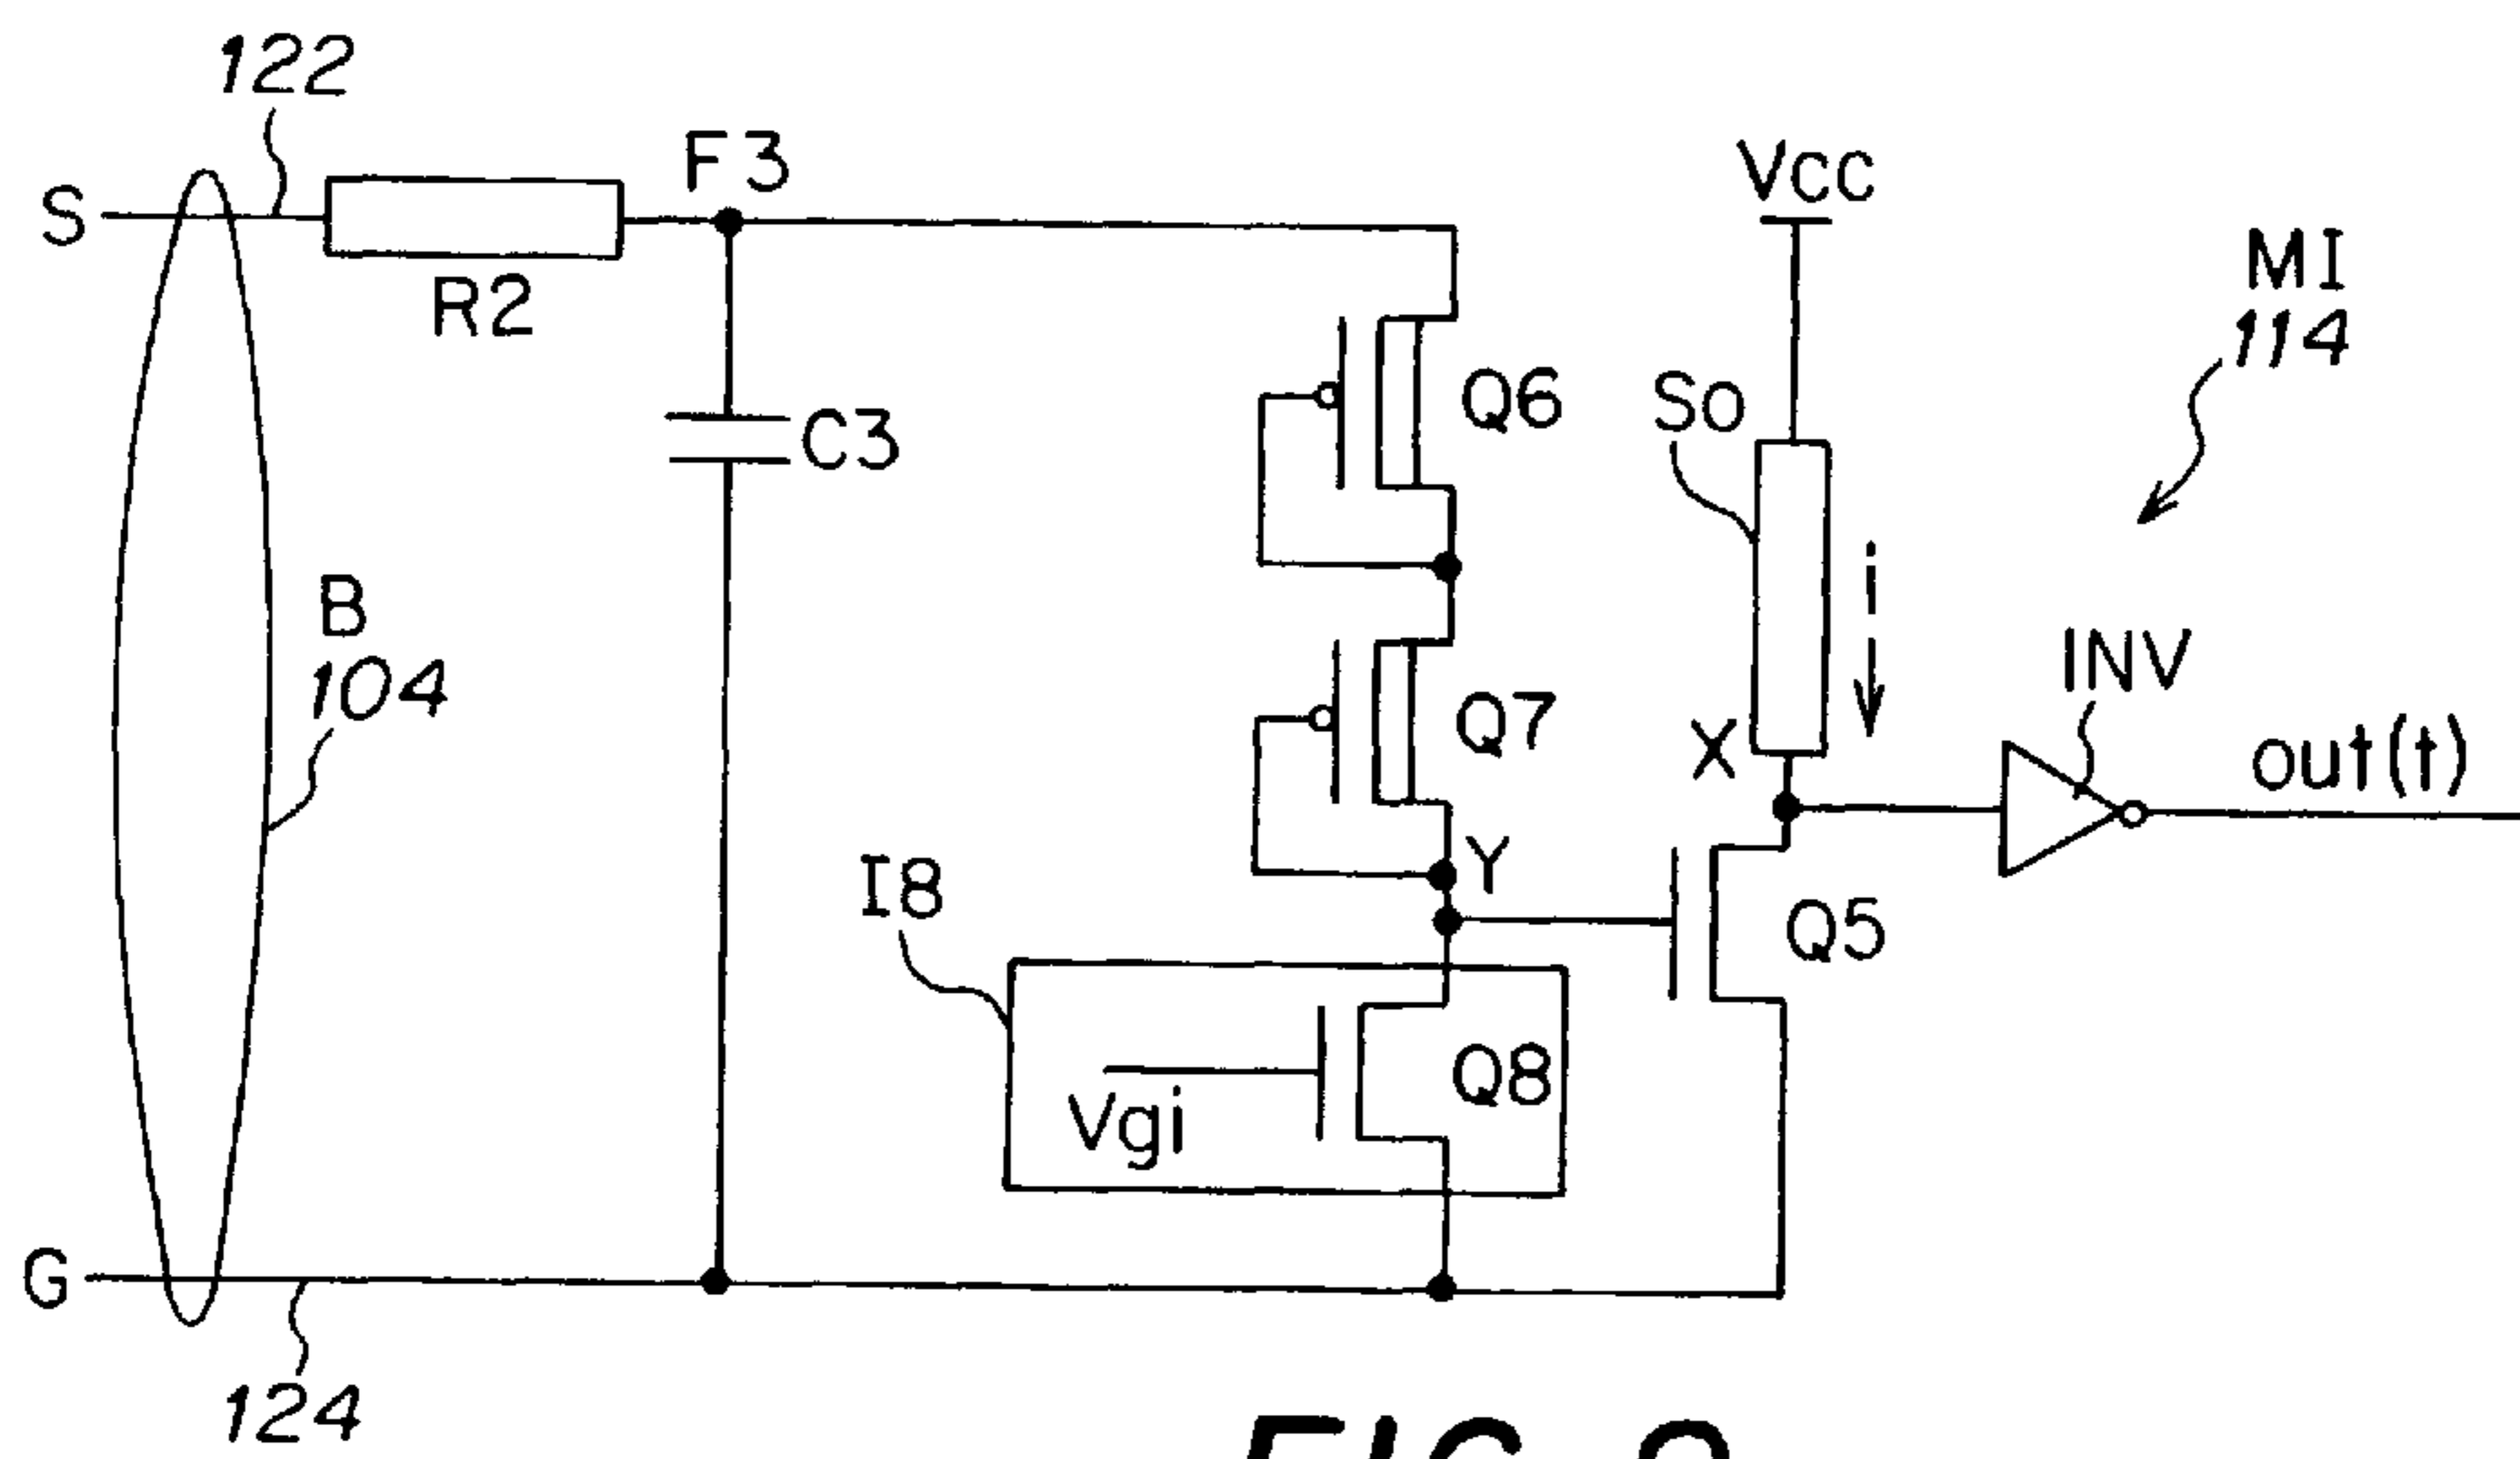 122
S
F3
R2
Vcc
MI
114
C3
Q6
So
i
B
104
Q7
X
INV
out(t)
Y
I8
Q5
Q8
Vgi
G
124